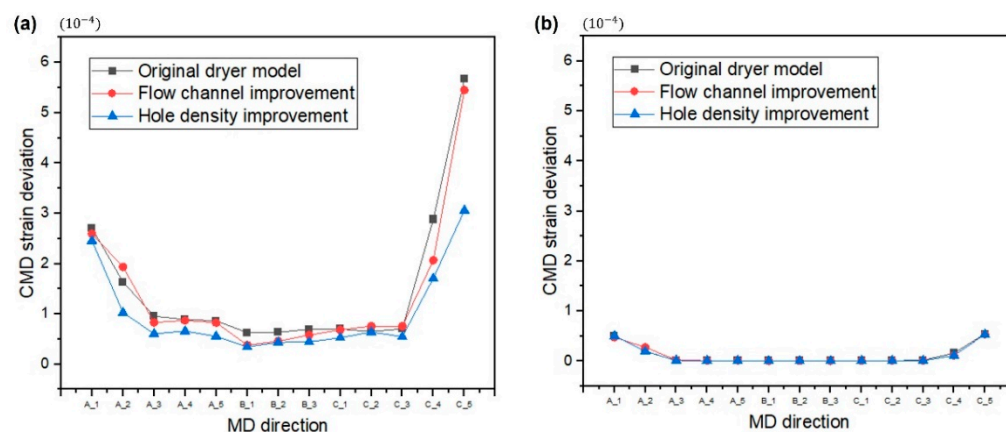 (a)
(10⁻⁴)
6
5
4
3
2
1
0
CMD strain deviation
Original dryer model
Flow channel improvement
Hole density improvement
A_1 A_2 A_3 A_4 A_5 B_1 B_2 B_3 C_1 C_2 C_3 C_4 C_5
MD direction
(b)
(10⁻⁴)
6
5
4
3
2
1
0
CMD strain deviation
Original dryer model
Flow channel improvement
Hole density improvement
A_1 A_2 A_3 A_4 A_5 B_1 B_2 B_3 C_1 C_2 C_3 C_4 C_5
MD direction